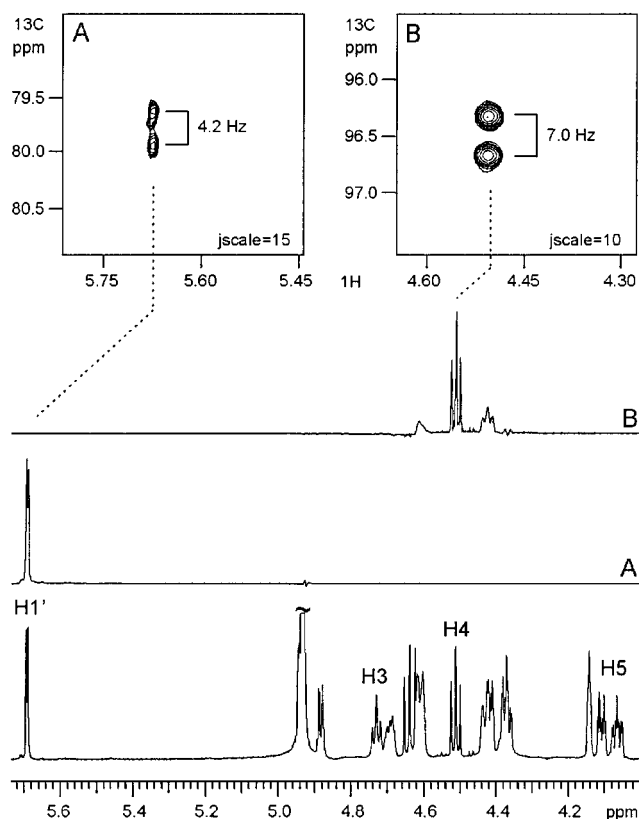 13C
ppm
A
79.5
80.0
80.5
4.2 Hz
jscale=15
5.75 5.60 5.45
13C
ppm
B
96.0
96.5
97.0
7.0 Hz
jscale=10
1H 4.60 4.45 4.30
B
A
H1'
H3
H4
H5
5.6 5.4 5.2 5.0 4.8 4.6 4.4 4.2 ppm